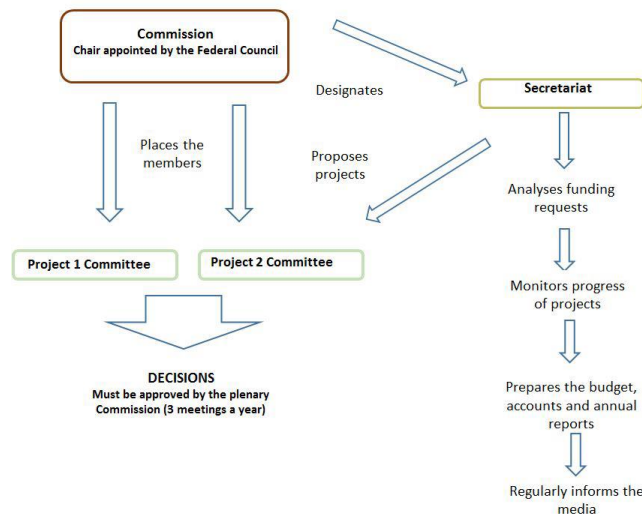 Commission
Chair appointed by the Federal Council
Designates
Secretariat
Places the
members
Proposes
projects
Analyses funding
requests
Project 1 Committee
Project 2 Committee
Monitors progress
of projects
DECISIONS
Must be approved by the plenary
Commission (3 meetings a year)
Prepares the budget,
accounts and annual
reports
Regularly informs the
media